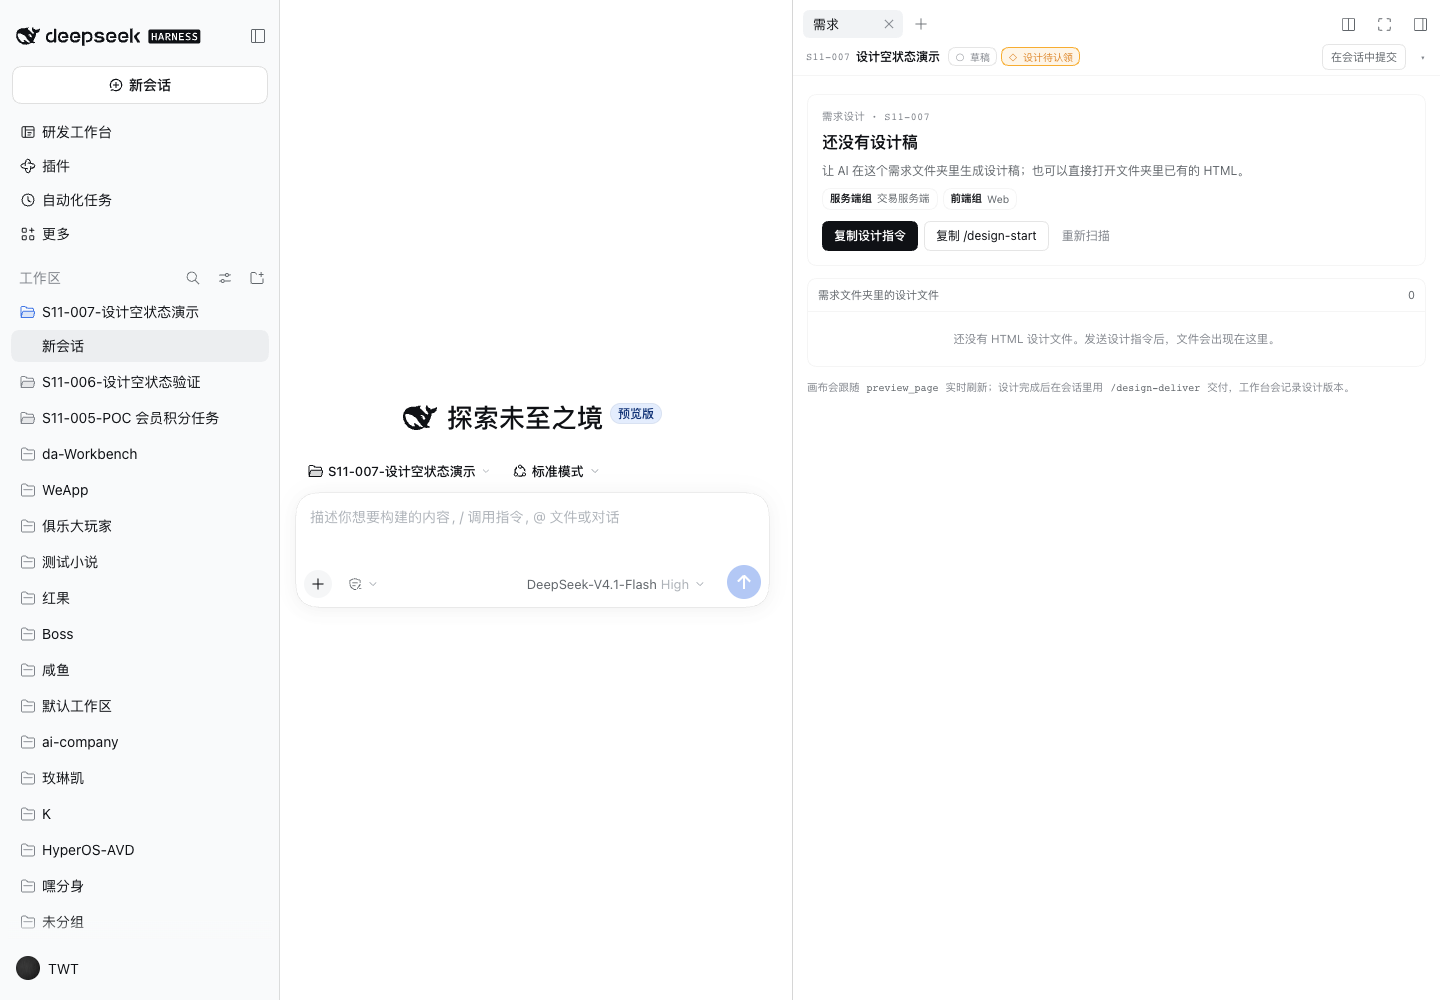 deepseek HARNESS
新会话
研发工作台
插件
自动化任务
更多
工作区
S11-007-设计空状态演示
新会话
S11-006-设计空状态验证
S11-005-POC 会员积分任务
da-Workbench
WeApp
俱乐大玩家
测试小说
红果
Boss
咸鱼
默认工作区
ai-company
玫琳凯
K
HyperOS-AVD
嘿分身
未分组
TWT
探索未至之境 预览版
S11-007-设计空状态演示 标准模式
描述你想要构建的内容, / 调用指令, @ 文件或对话
DeepSeek-V4.1-Flash High
需求
S11-007 设计空状态演示 草稿 设计待认领 在会话中提交
需求设计 · S11-007
还没有设计稿
让 AI 在这个需求文件夹里生成设计稿；也可以直接打开文件夹里已有的 HTML。
服务端组 交易服务端 前端组 Web
复制设计指令 复制 /design-start 重新扫描
需求文件夹里的设计文件 0
还没有 HTML 设计文件。发送设计指令后，文件会出现在这里。
画布会跟随 preview_page 实时刷新；设计完成后在会话里用 /design-deliver 交付，工作台会记录设计版本。